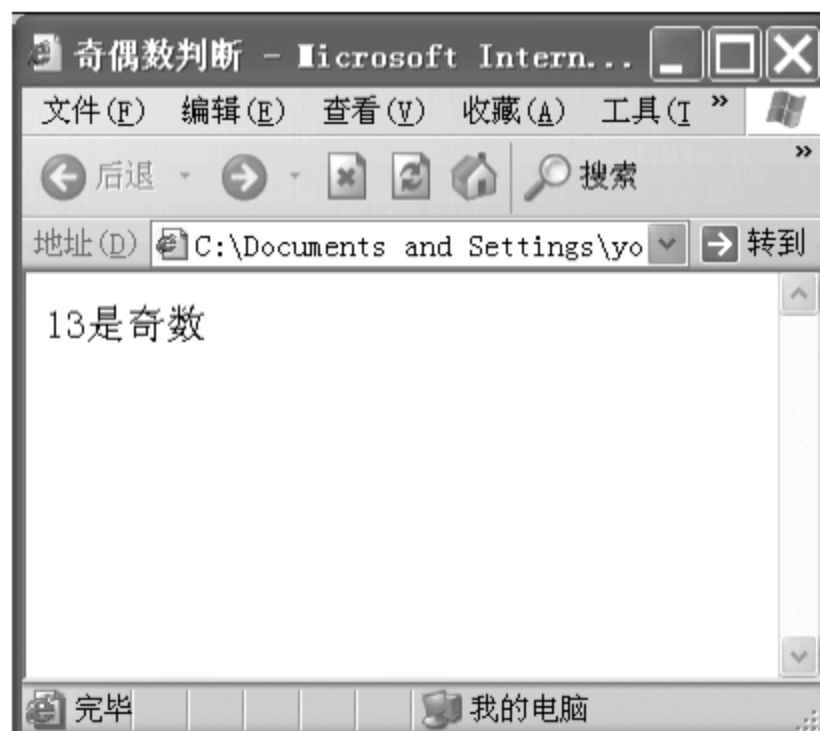 奇偶数判断 - Microsoft Intern...
文件(F) 编辑(E) 查看(V) 收藏(A) 工具(T »
后退 搜索 »
地址(D) C:\Documents and Settings\yo 转到
13是奇数
完毕 我的电脑